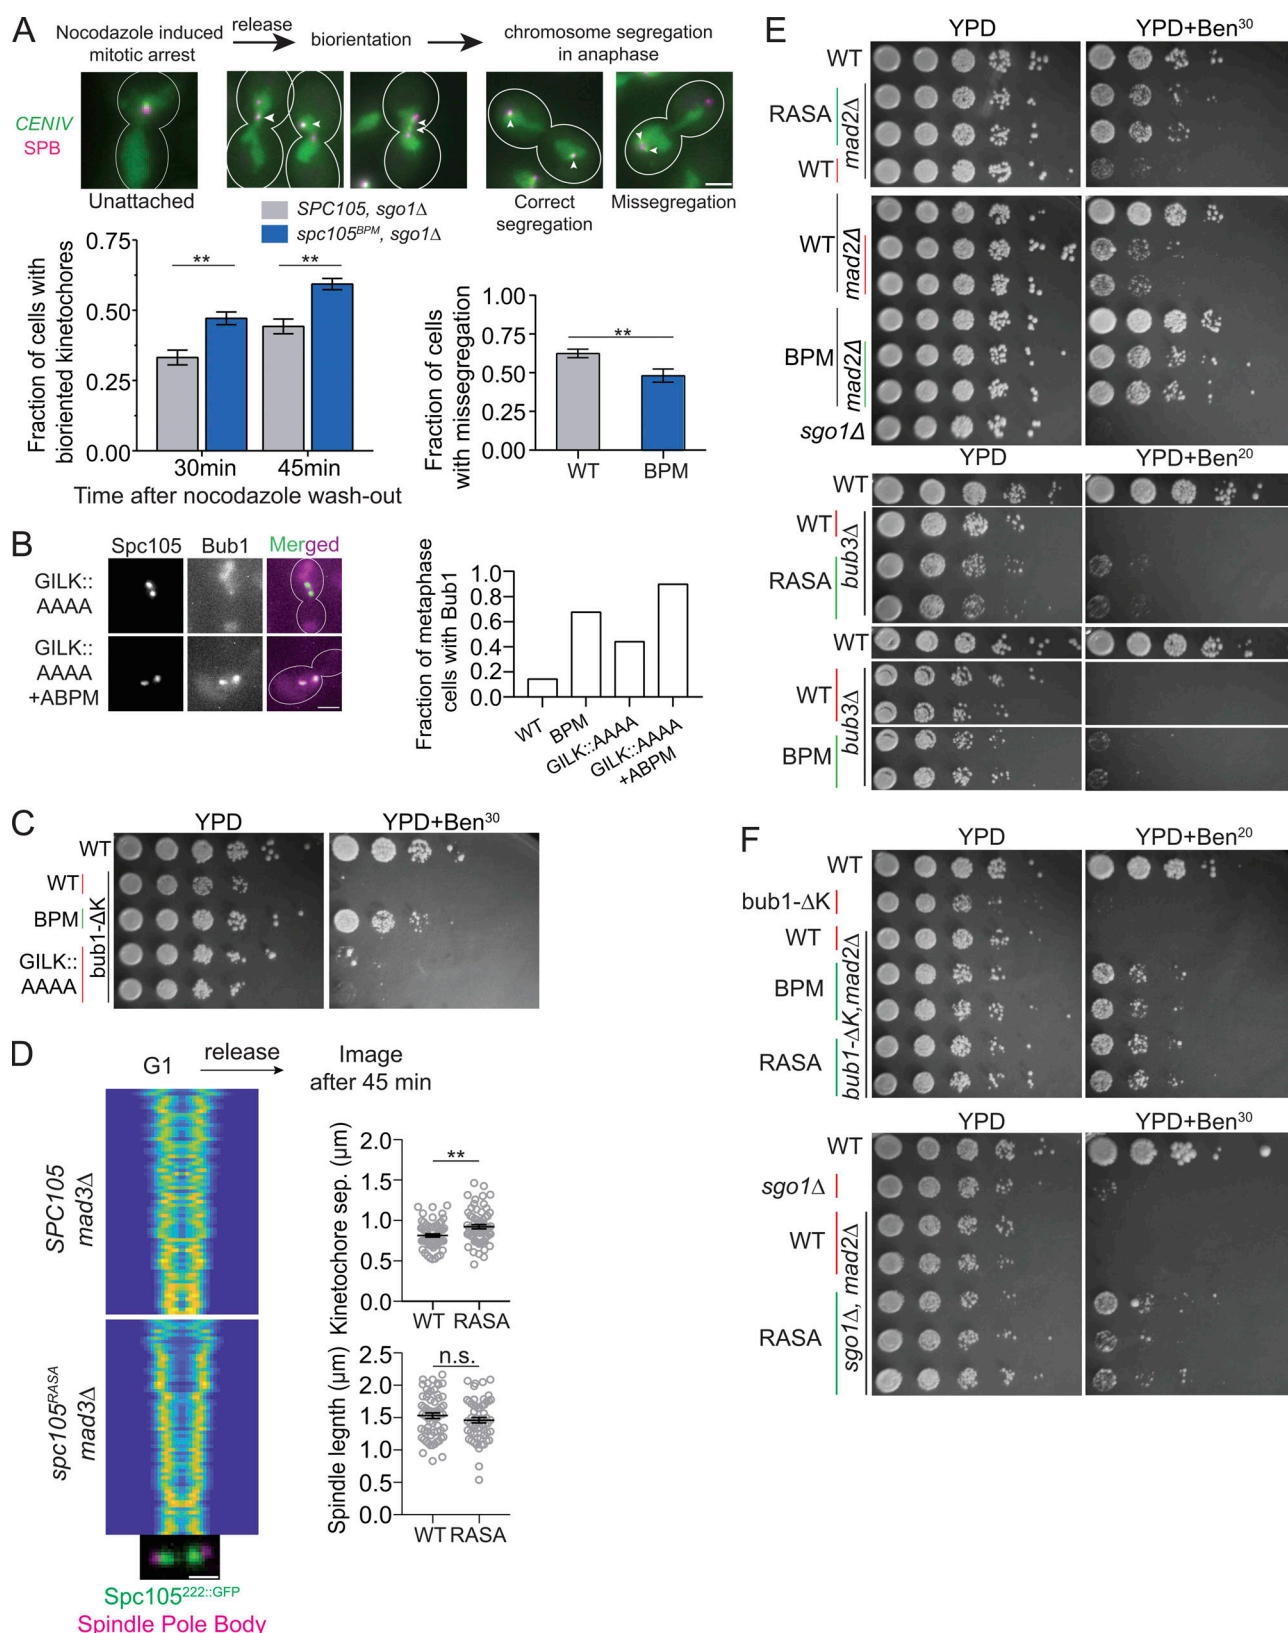 A
Nocodazole induced
mitotic arrest
release
biorientation
chromosome segregation
in anaphase
CENIV
SPB
Unattached
Correct
segregation
Missegregation
SPC105, sgo1Δ
spc105BPM, sgo1Δ
Fraction of cells with
bioriented kinetochores
0.75
0.50
0.25
0.00
**
**
30min
45min
Time after nocodazole wash-out
Fraction of cells
with missegregation
1.00
0.75
0.50
0.25
0.00
**
WT
BPM
B
Spc105
Bub1
Merged
GILK::
AAAA
GILK::
AAAA
+ABPM
Fraction of metaphase
cells with Bub1
1.0
0.8
0.6
0.4
0.2
0.0
WT
BPM
GILK::AAAA
GILK::AAAA
+ABPM
C
YPD
YPD+Ben30
WT
WT
BPM
GILK::
AAAA
bub1-ΔK
D
G1
release
Image
after 45 min
SPC105
mad3Δ
spc105RASA
mad3Δ
Spc105222::GFP
Spindle Pole Body
Kinetochore sep. (μm)
2.0
1.5
1.0
0.5
0.0
**
WT
RASA
Spindle legnth (μm)
2.5
2.0
1.5
1.0
0.5
0.0
n.s.
WT
RASA
E
YPD
YPD+Ben30
WT
RASA
WT
mad2Δ
WT
mad2Δ
BPM
mad2Δ
sgo1Δ
YPD
YPD+Ben20
WT
WT
RASA
bub3Δ
WT
WT
BPM
bub3Δ
F
YPD
YPD+Ben20
WT
bub1-ΔK
WT
BPM
RASA
bub1-ΔK,mad2Δ
YPD
YPD+Ben30
WT
sgo1Δ
WT
RASA
sgo1Δ, mad2Δ